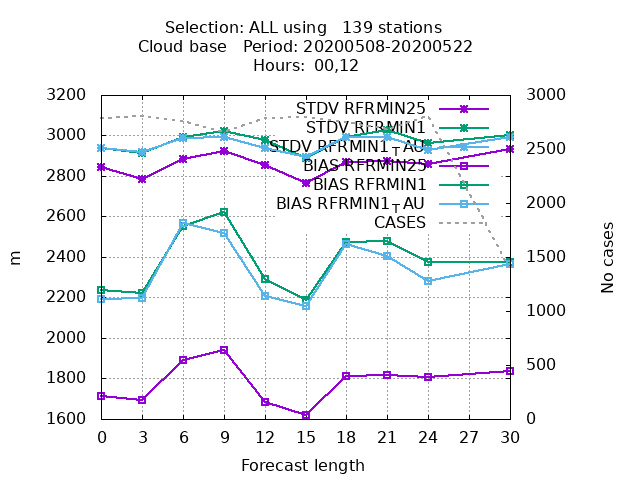 Selection: ALL using   139 stations
Cloud base   Period: 20200508-20200522
Hours:  00,12
3200
3000
2800
2600
2400
2200
2000
1800
1600
m
3000
2500
2000
1500
1000
500
0
No cases
STDV RFRMIN25
STDV RFRMIN1
STDV RFRMIN1TAU
BIAS RFRMIN25
BIAS RFRMIN1
BIAS RFRMIN1TAU
CASES
0 3 6 9 12 15 18 21 24 27 30
Forecast length